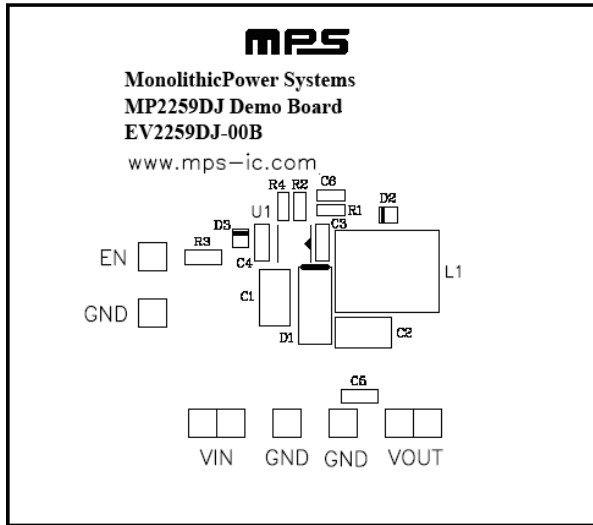 mps
MonolithicPower Systems
MP2259DJ Demo Board
EV2259DJ-00B
www.mps-ic.com
R4 R2 C6
D2
U1 R1
D3 C3
R3
EN
C4
L1
C1
GND
D1 C2
C5
VIN GND GND VOUT